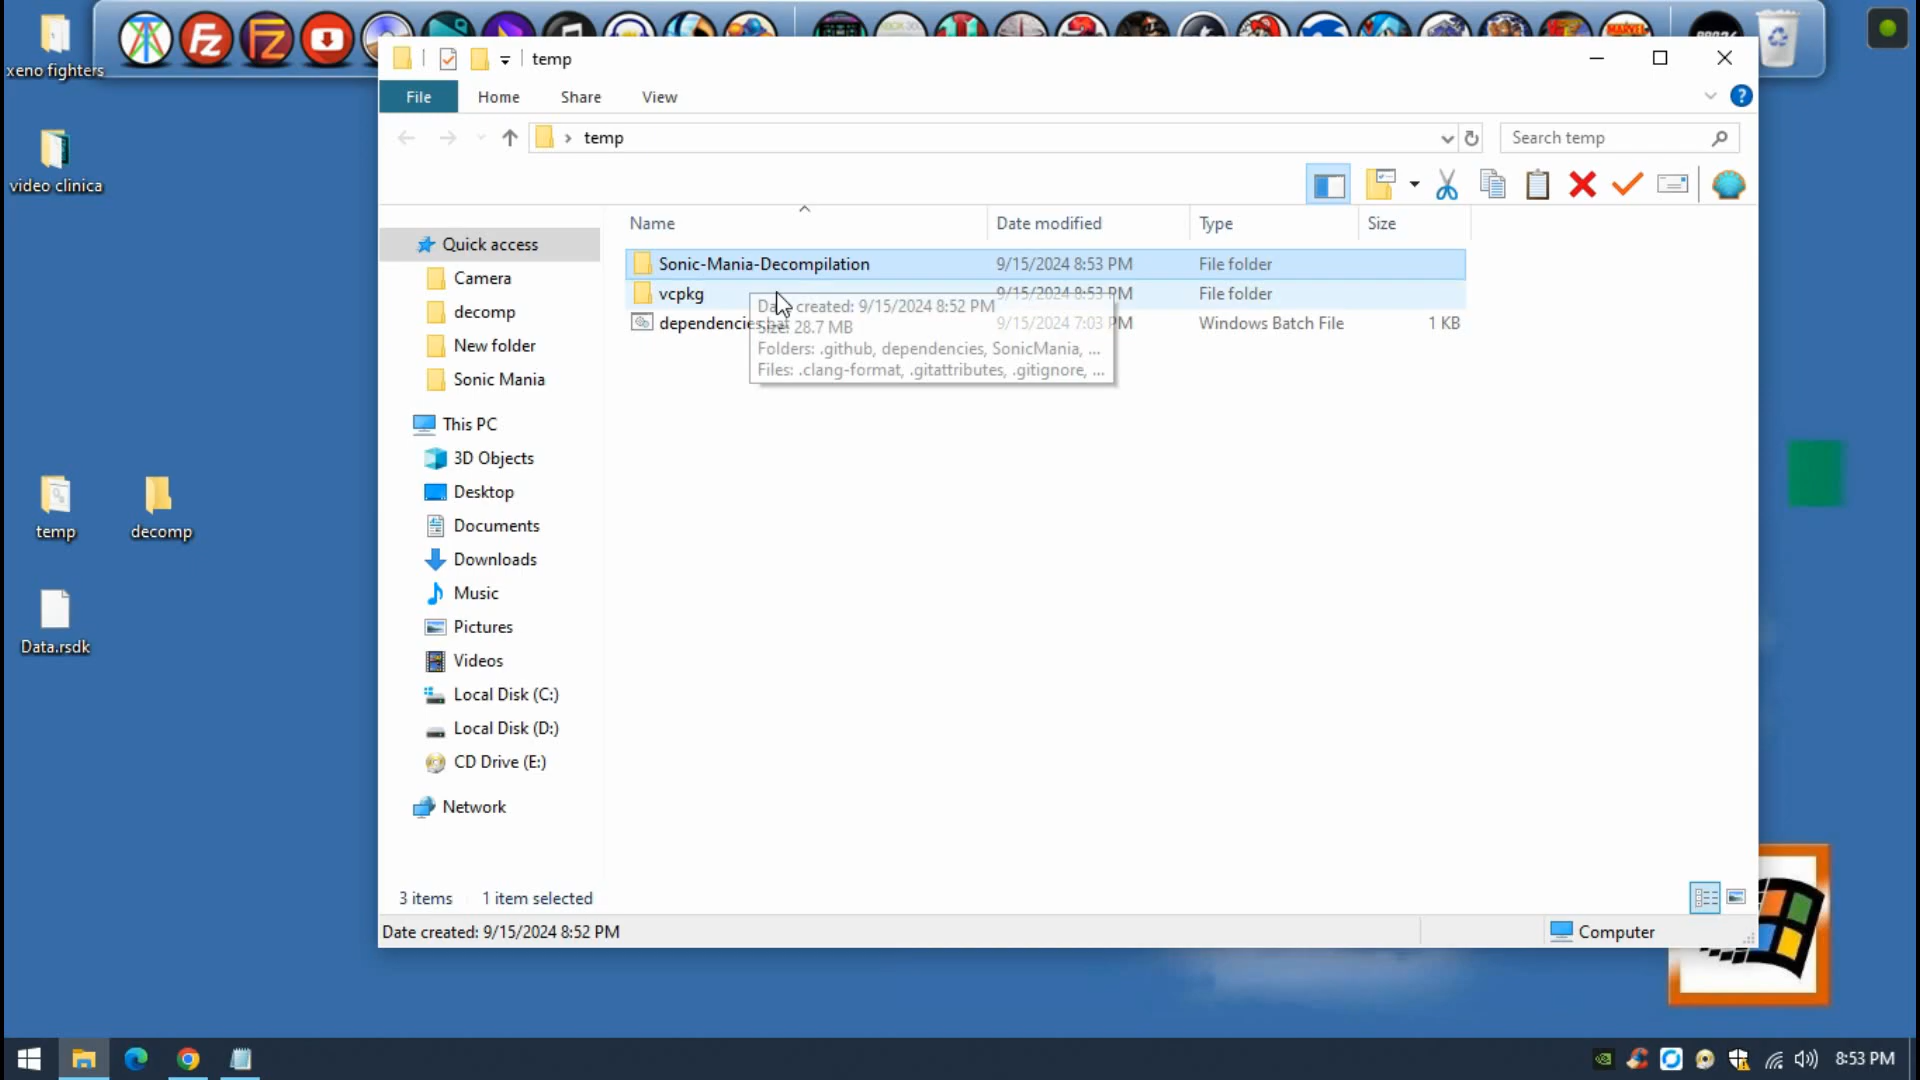 xeno fighters
temp
File
Home
Share
View
temp
Search temp
video clinica
Name
Date modified
Type
Size
Quick access
Camera
decomp
New folder
Sonic Mania
This PC
3D Objects
Desktop
Documents
Downloads
Music
Pictures
Videos
Local Disk (C:)
Local Disk (D:)
CD Drive (E:)
Network
Sonic-Mania-Decompilation 9/15/2024 8:53 PM File folder
vcpkg 9/15/2024 8:53 PM File folder
dependencies.bat 9/15/2024 7:03 PM Windows Batch File 1 KB
created: 9/15/2024 8:52 PM
Size: 28.7 MB
Folders: .github, dependencies, SonicMania, ...
Files: .clang-format, .gitattributes, .gitignore, ...
temp
decomp
Data.rsdk
3 items 1 item selected
Date created: 9/15/2024 8:52 PM
Computer
8:53 PM